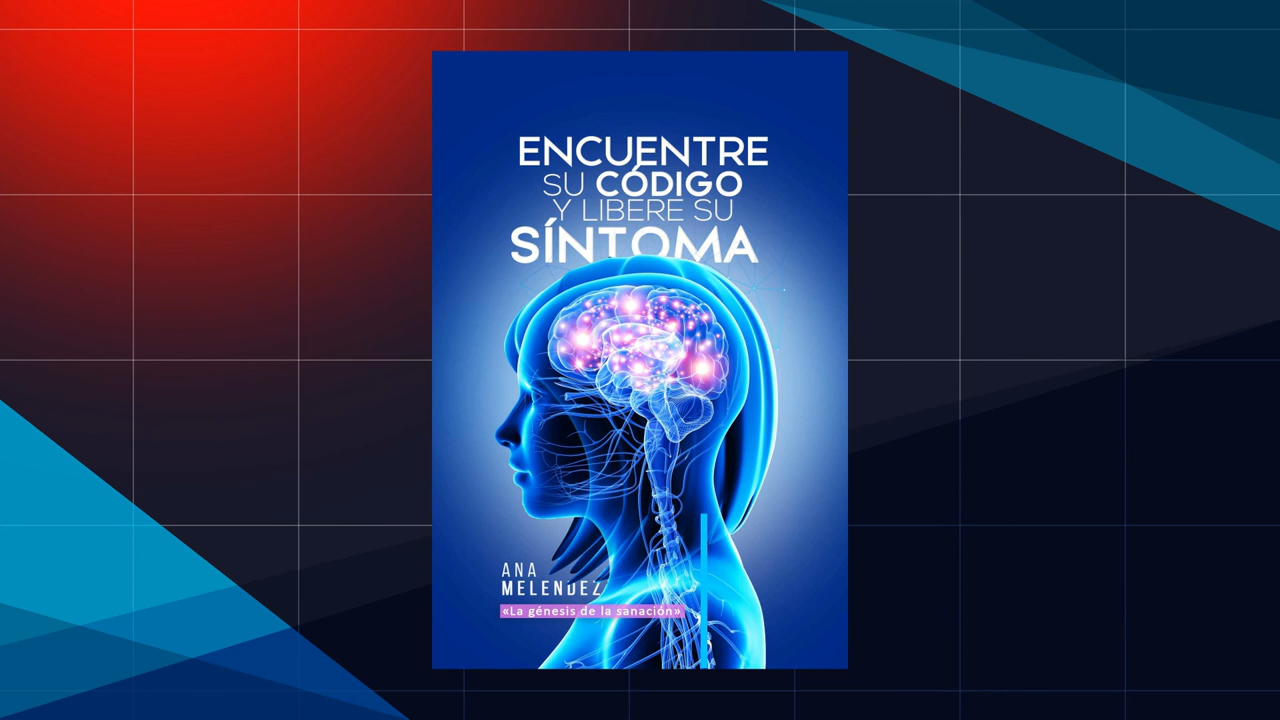 ENCUENTRE
SU CÓDIGO
Y LIBERE SU
SÍNTOMA
ANA
MELENDEZ
«La génesis de la sanación»